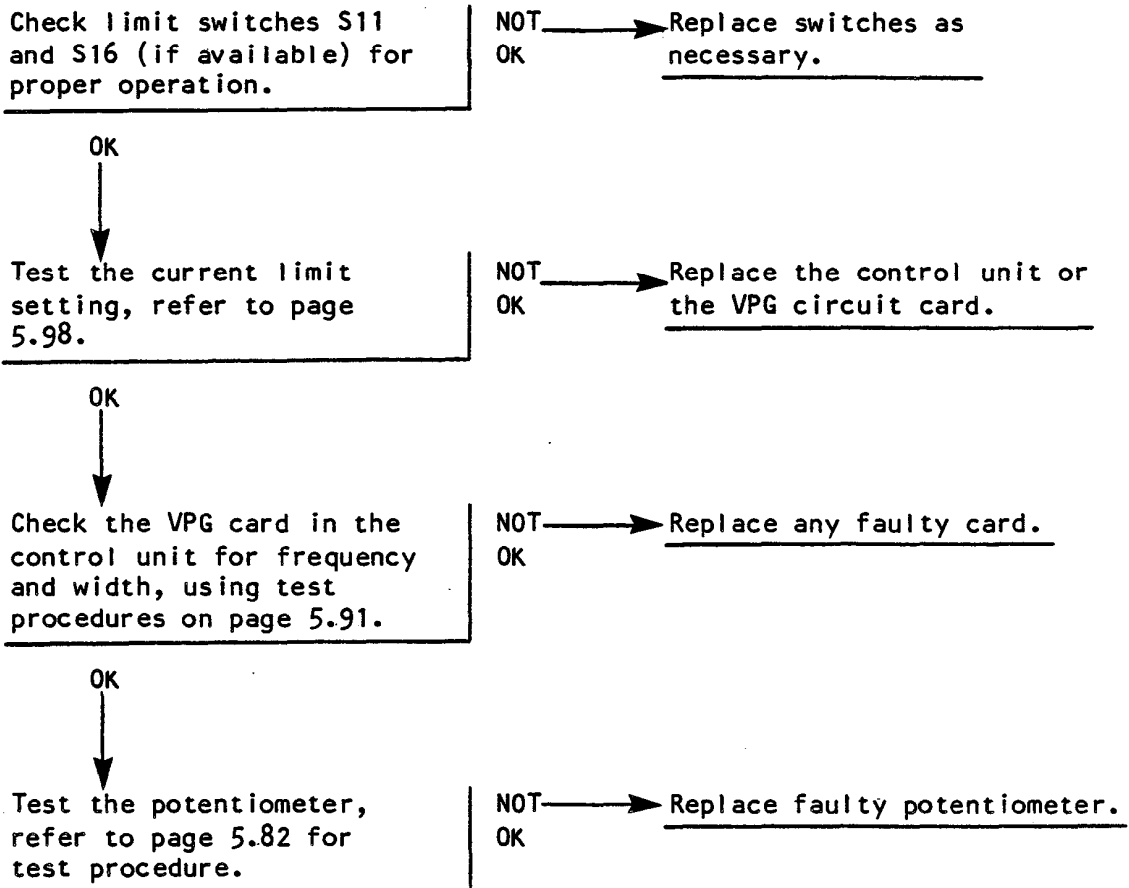 Check limit switches S11
and S16 (if available) for
proper operation.
NOT
OK
Replace switches as
necessary.
OK
Test the current limit
setting, refer to page
5.98.
NOT
OK
Replace the control unit or
the VPG circuit card.
OK
Check the VPG card in the
control unit for frequency
and width, using test
procedures on page 5.91.
NOT
OK
Replace any faulty card.
OK
Test the potentiometer,
refer to page 5.82 for
test procedure.
NOT
OK
Replace faulty potentiometer.